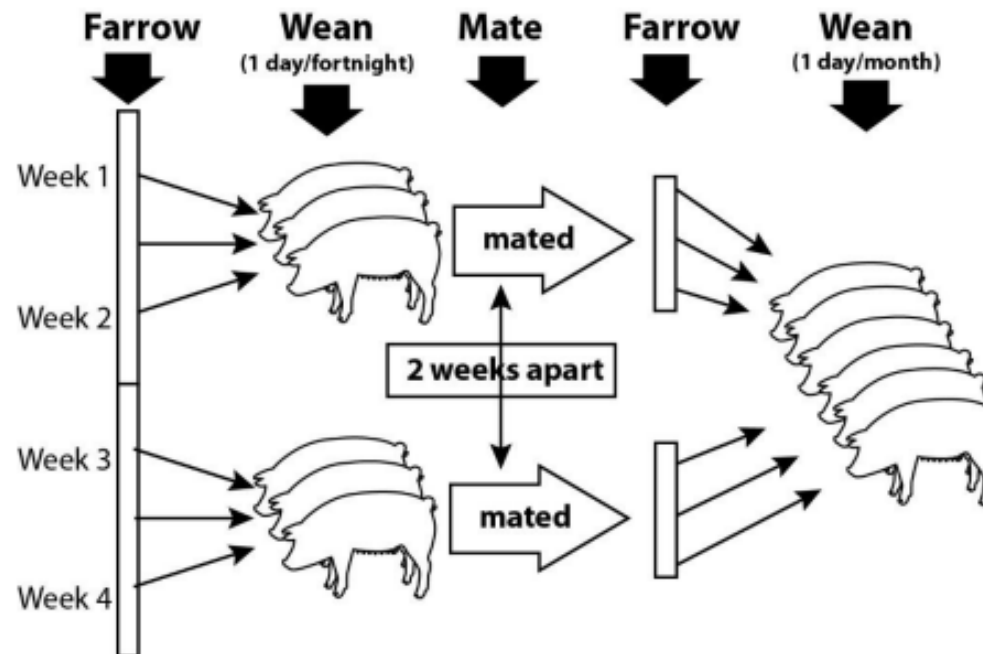 Farrow
Wean
(1 day/fortnight)
Mate
Farrow
Wean
(1 day/month)
Week 1
mated
Week 2
2 weeks apart
Week 3
mated
Week 4